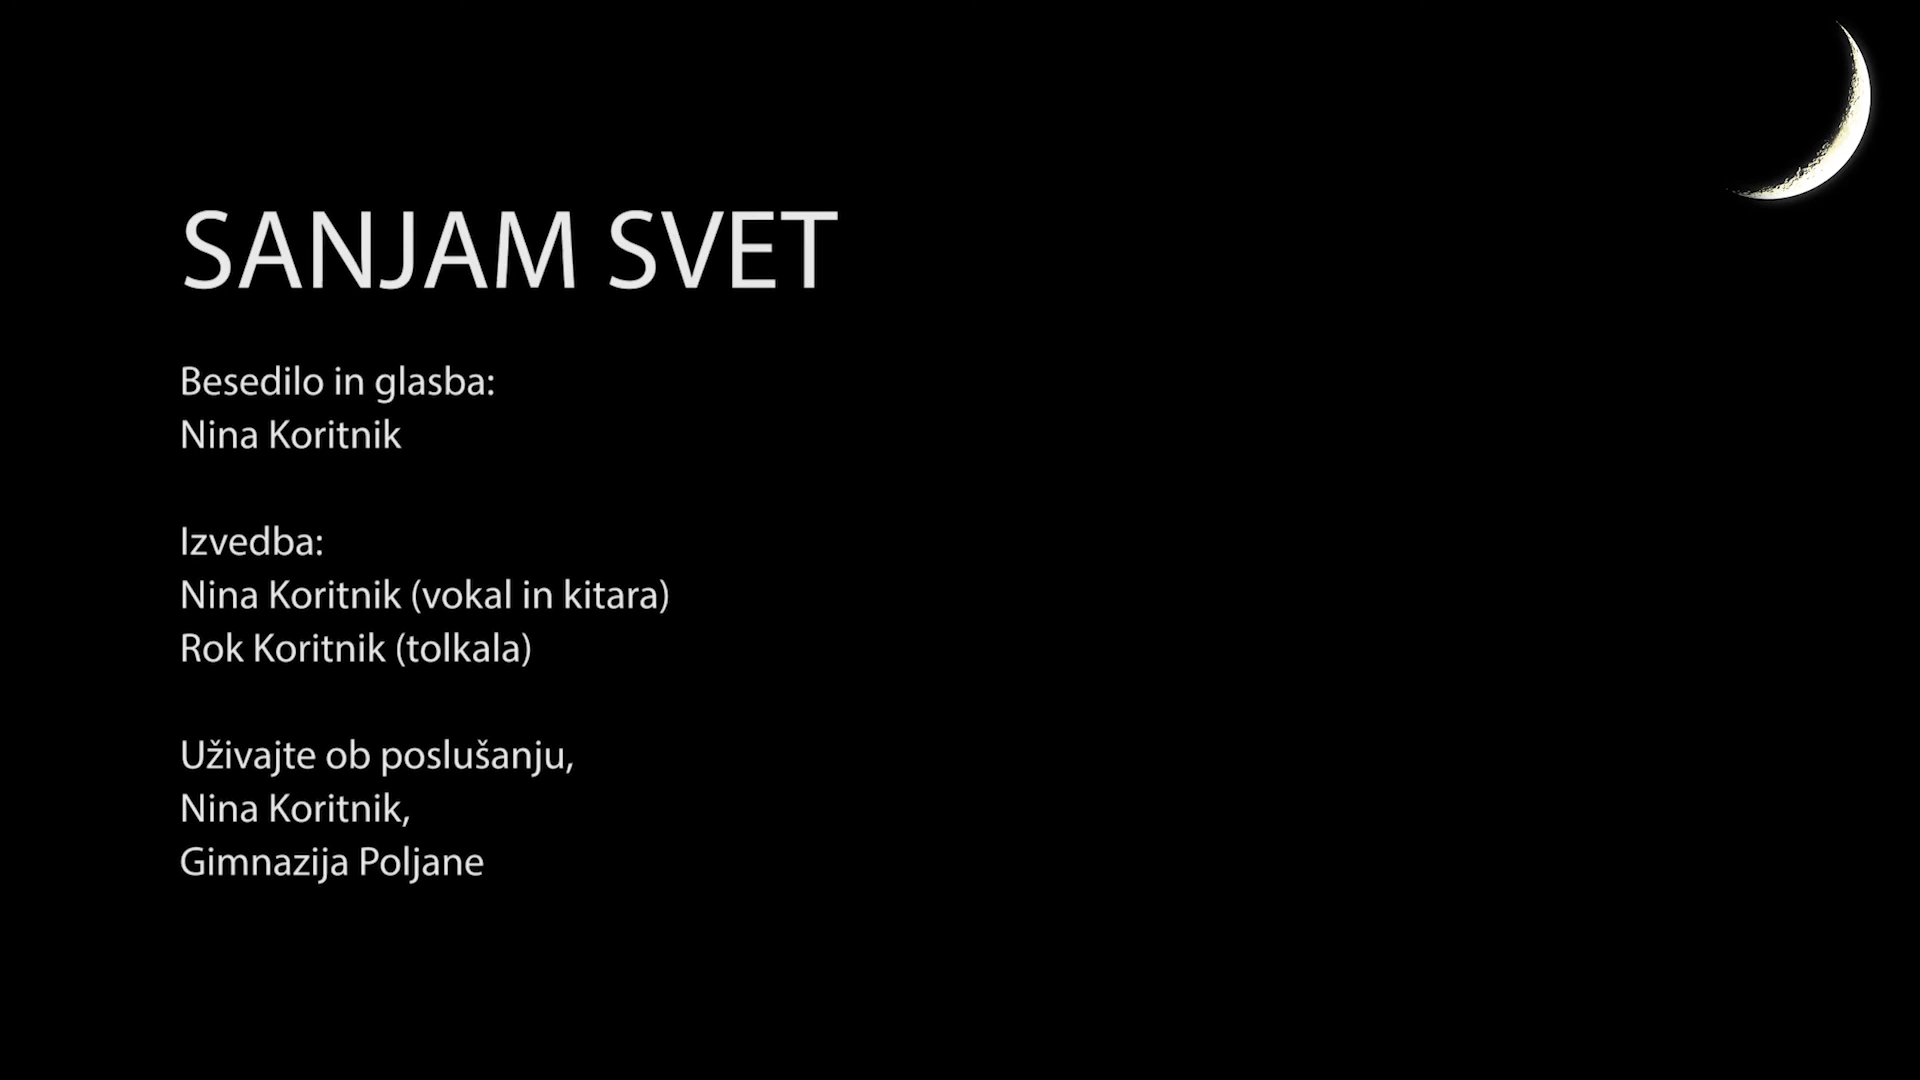 SANJAM SVET
Besedilo in glasba:
Nina Koritnik
Izvedba:
Nina Koritnik (vokal in kitara)
Rok Koritnik (tolkala)
Uživajte ob poslušanju,
Nina Koritnik,
Gimnazija Poljane